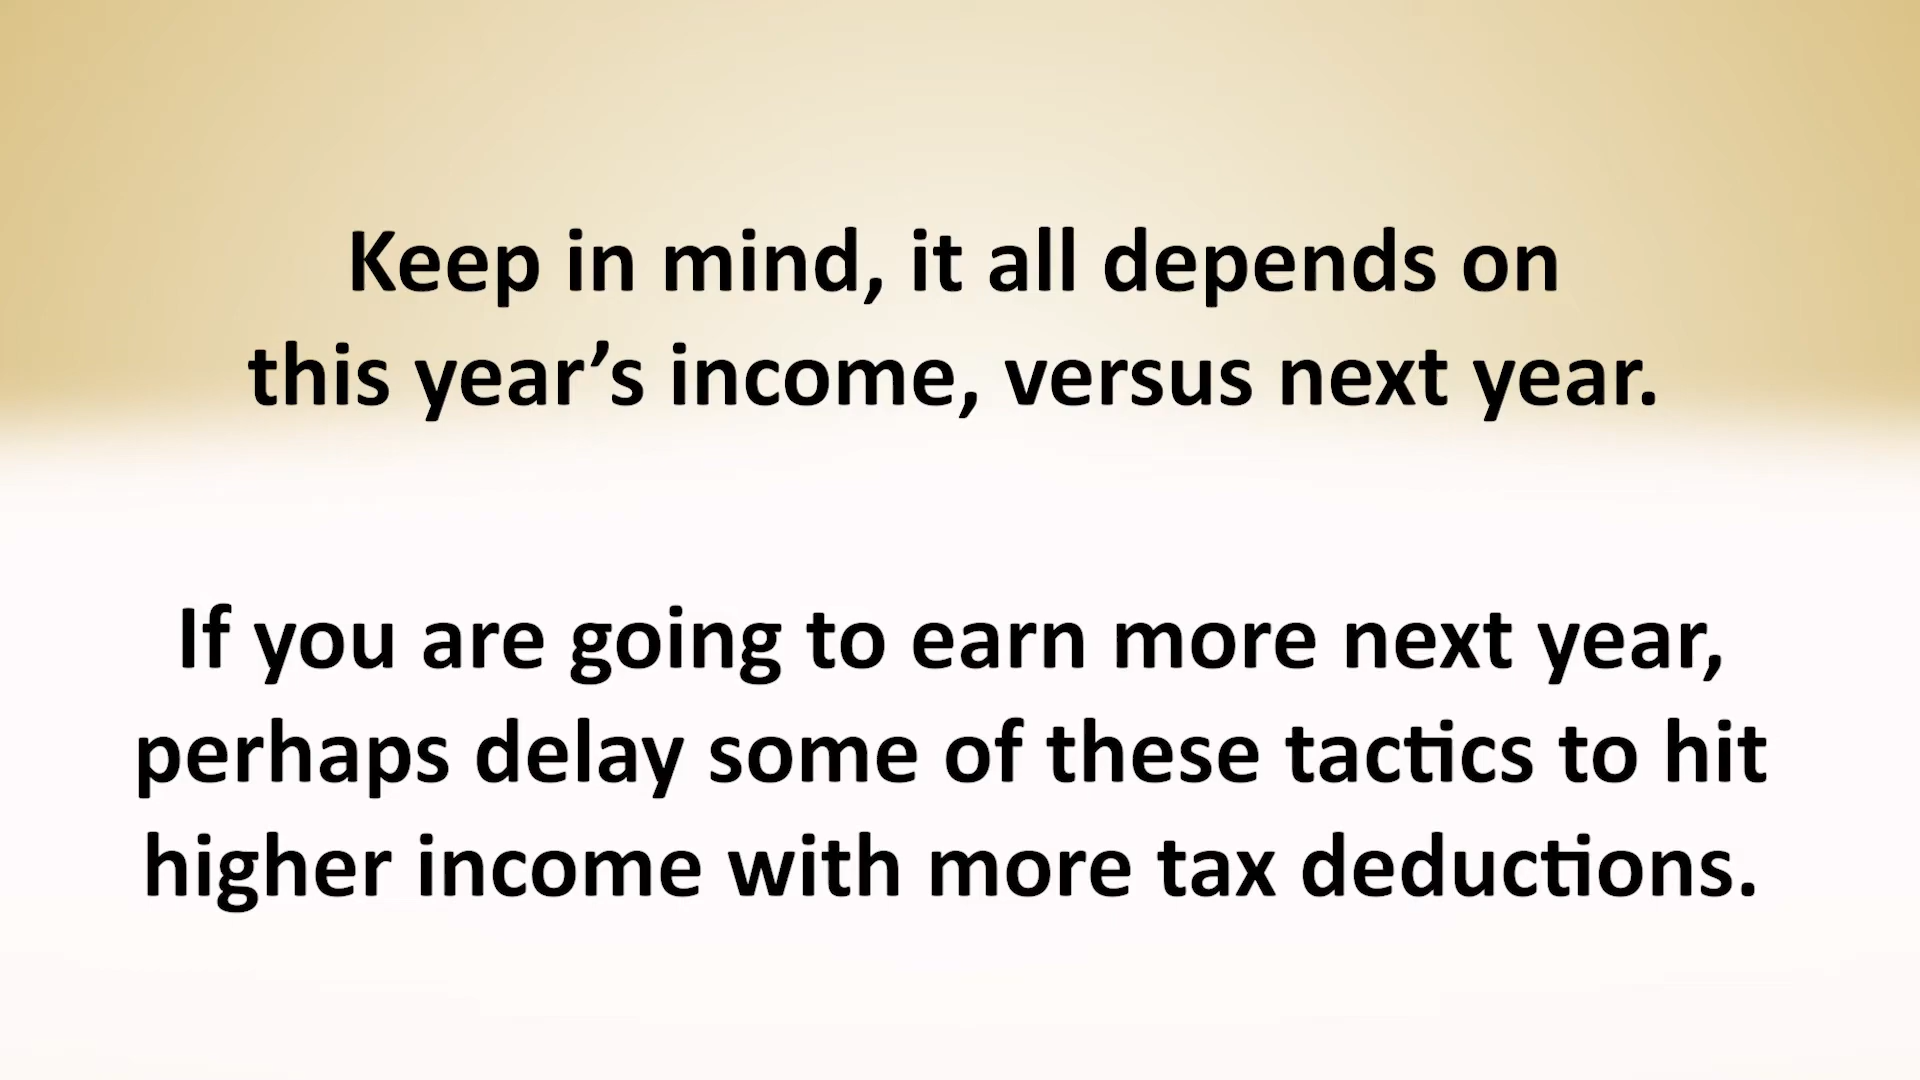 Keep in mind, it all depends on
this year’s income, versus next year.
If you are going to earn more next year,
perhaps delay some of these tactics to hit
higher income with more tax deductions.